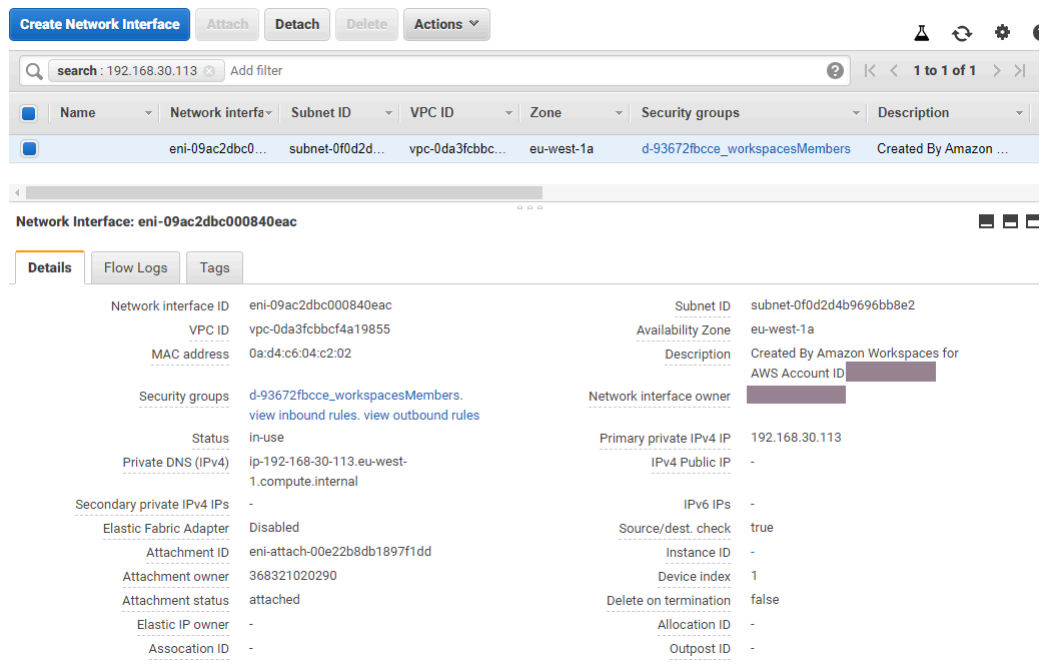 Create Network Interface Attach Detach Delete Actions
search : 192.168.30.113 Add filter 1 to 1 of 1
Name Network interfa Subnet ID VPC ID Zone Security groups Description
eni-09ac2dbc0... subnet-0f0d2d... vpc-0da3fcbbc... eu-west-1a d-93672fbcce_workspacesMembers Created By Amazon ...
Network Interface: eni-09ac2dbc000840eac
Details Flow Logs Tags
Network interface ID eni-09ac2dbc000840eac Subnet ID subnet-0f0d2d4b9696bb8e2
VPC ID vpc-0da3fcbbcf4a19855 Availability Zone eu-west-1a
MAC address 0a:d4:c6:04:c2:02 Description Created By Amazon Workspaces for
AWS Account ID
Security groups d-93672fbcce_workspacesMembers. Network interface owner
view inbound rules. view outbound rules
Status in-use Primary private IPv4 IP 192.168.30.113
Private DNS (IPv4) ip-192-168-30-113.eu-west- IPv4 Public IP -
1.compute.internal
Secondary private IPv4 IPs - IPv6 IPs -
Elastic Fabric Adapter Disabled Source/dest. check true
Attachment ID eni-attach-00e22b8db1897f1dd Instance ID -
Attachment owner 368321020290 Device index 1
Attachment status attached Delete on termination false
Elastic IP owner - Allocation ID -
Assocation ID - Outpost ID -